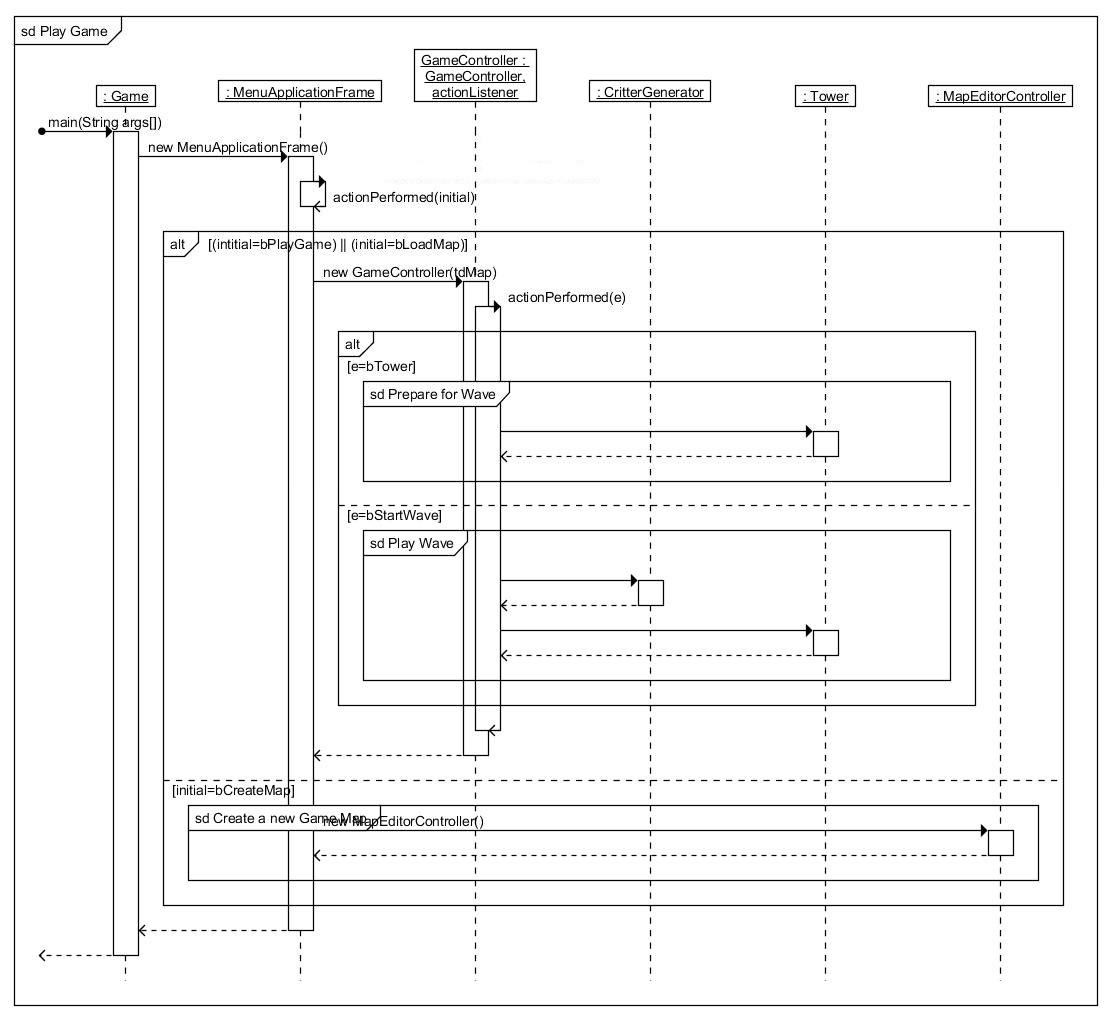 sd Play Game
GameController :
GameController,
actionListener
: Game
: MenuApplicationFrame
: CritterGenerator
: Tower
: MapEditorController
main(String args[])
new MenuApplicationFrame()
actionPerformed(initial)
alt
[(intitial=bPlayGame) || (initial=bLoadMap)]
new GameController(tdMap)
actionPerformed(e)
alt
[e=bTower]
sd Prepare for Wave
[e=bStartWave]
sd Play Wave
[initial=bCreateMap]
sd Create a new Game Map
new MapEditorController()